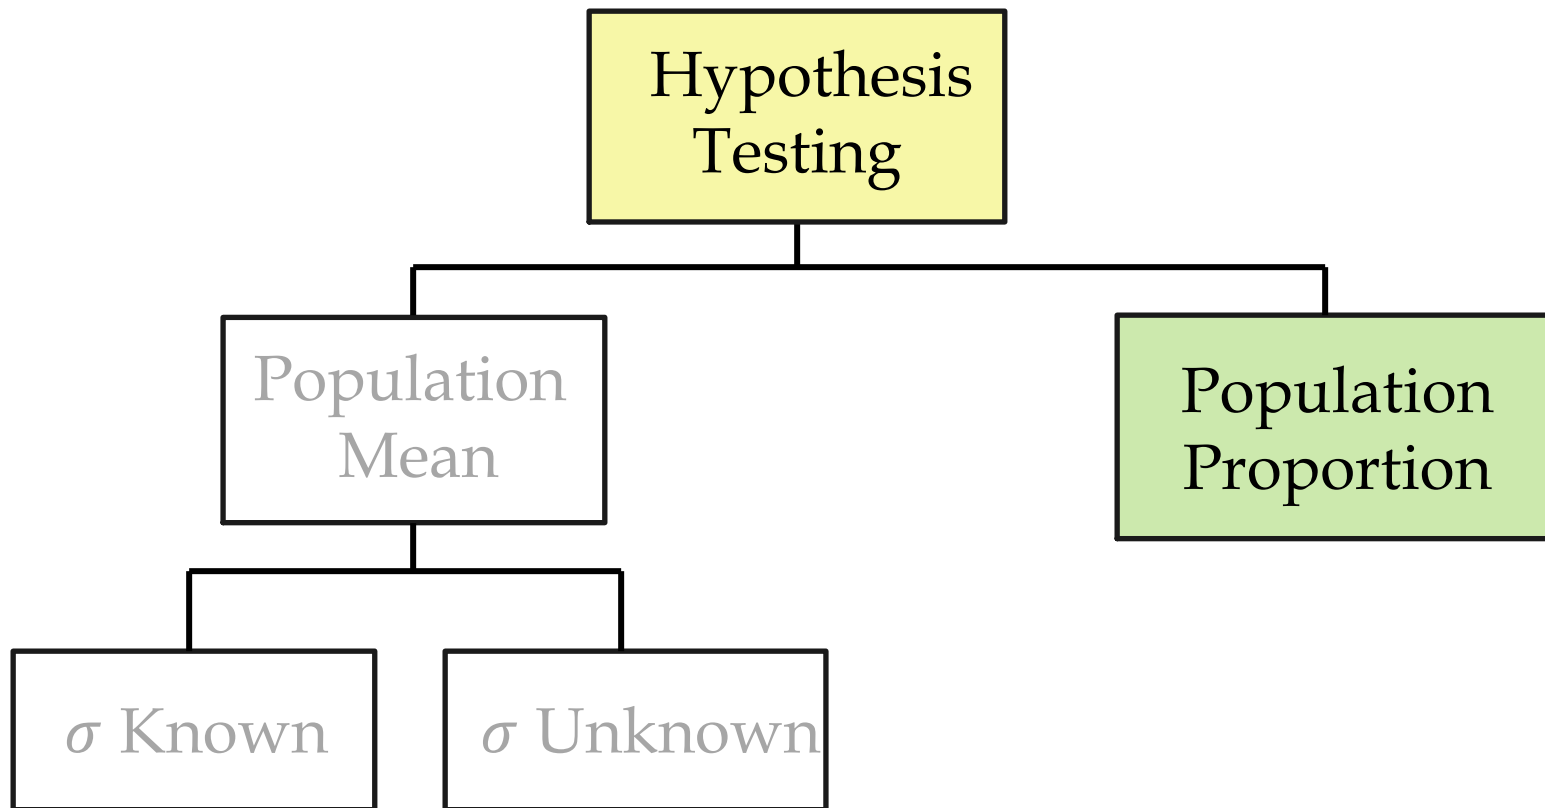 Hypothesis
Testing
Population
Mean
Population
Proportion
σ Known
σ Unknown